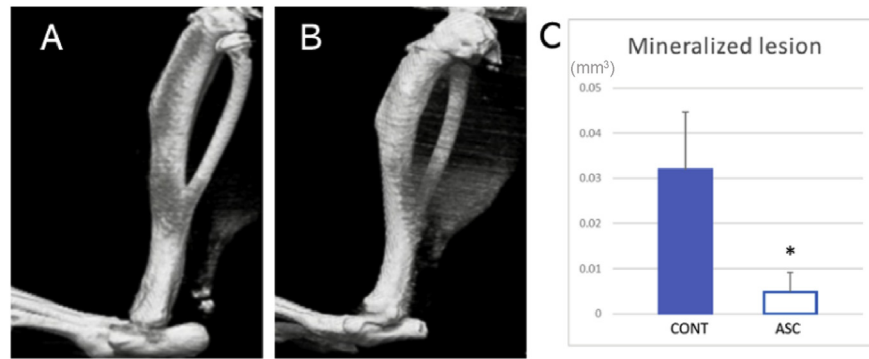 A
B
C
Mineralized lesion
(mm³)
0.05
0.04
0.03
0.02
0.01
0
*
CONT
ASC